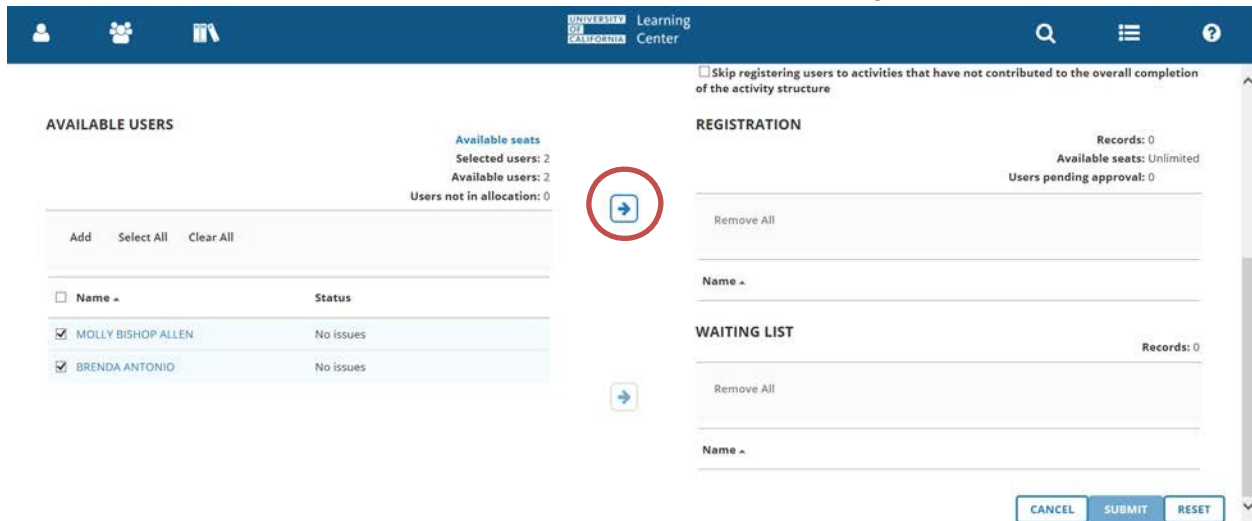 UNIVERSITY
OF
CALIFORNIA
Learning
Center
Skip registering users to activities that have not contributed to the overall completion
of the activity structure
AVAILABLE USERS
Available seats
Selected users: 2
Available users: 2
Users not in allocation: 0
Add Select All Clear All
Name Status
MOLLY BISHOP ALLEN No issues
BRENDA ANTONIO No issues
REGISTRATION
Records: 0
Available seats: Unlimited
Users pending approval: 0
Remove All
Name
WAITING LIST
Records: 0
Remove All
Name
CANCEL SUBMIT RESET